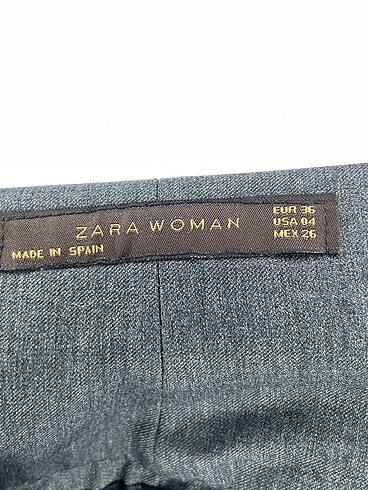 ZARA WOMAN
MADE IN SPAIN
EUR 36
USA 04
MEX 26